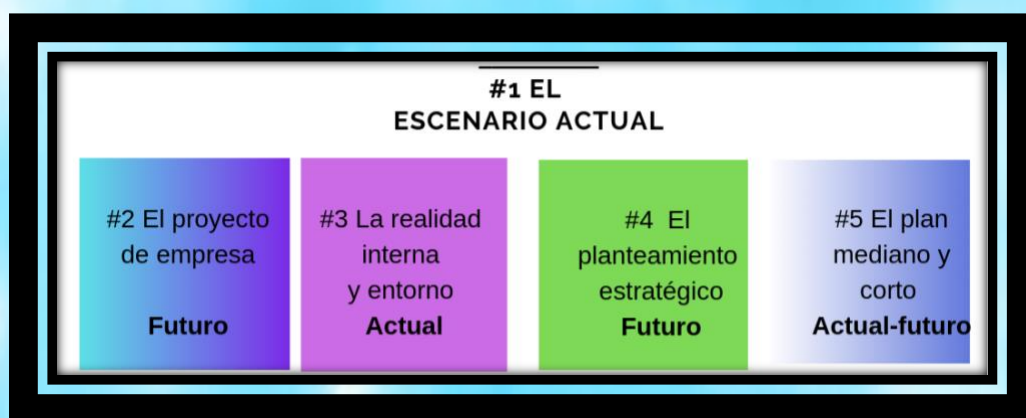 #1 EL
ESCENARIO ACTUAL
#2 El proyecto
de empresa
Futuro
#3 La realidad
interna
y entorno
Actual
#4 El
planteamiento
estratégico
Futuro
#5 El plan
mediano y
corto
Actual-futuro